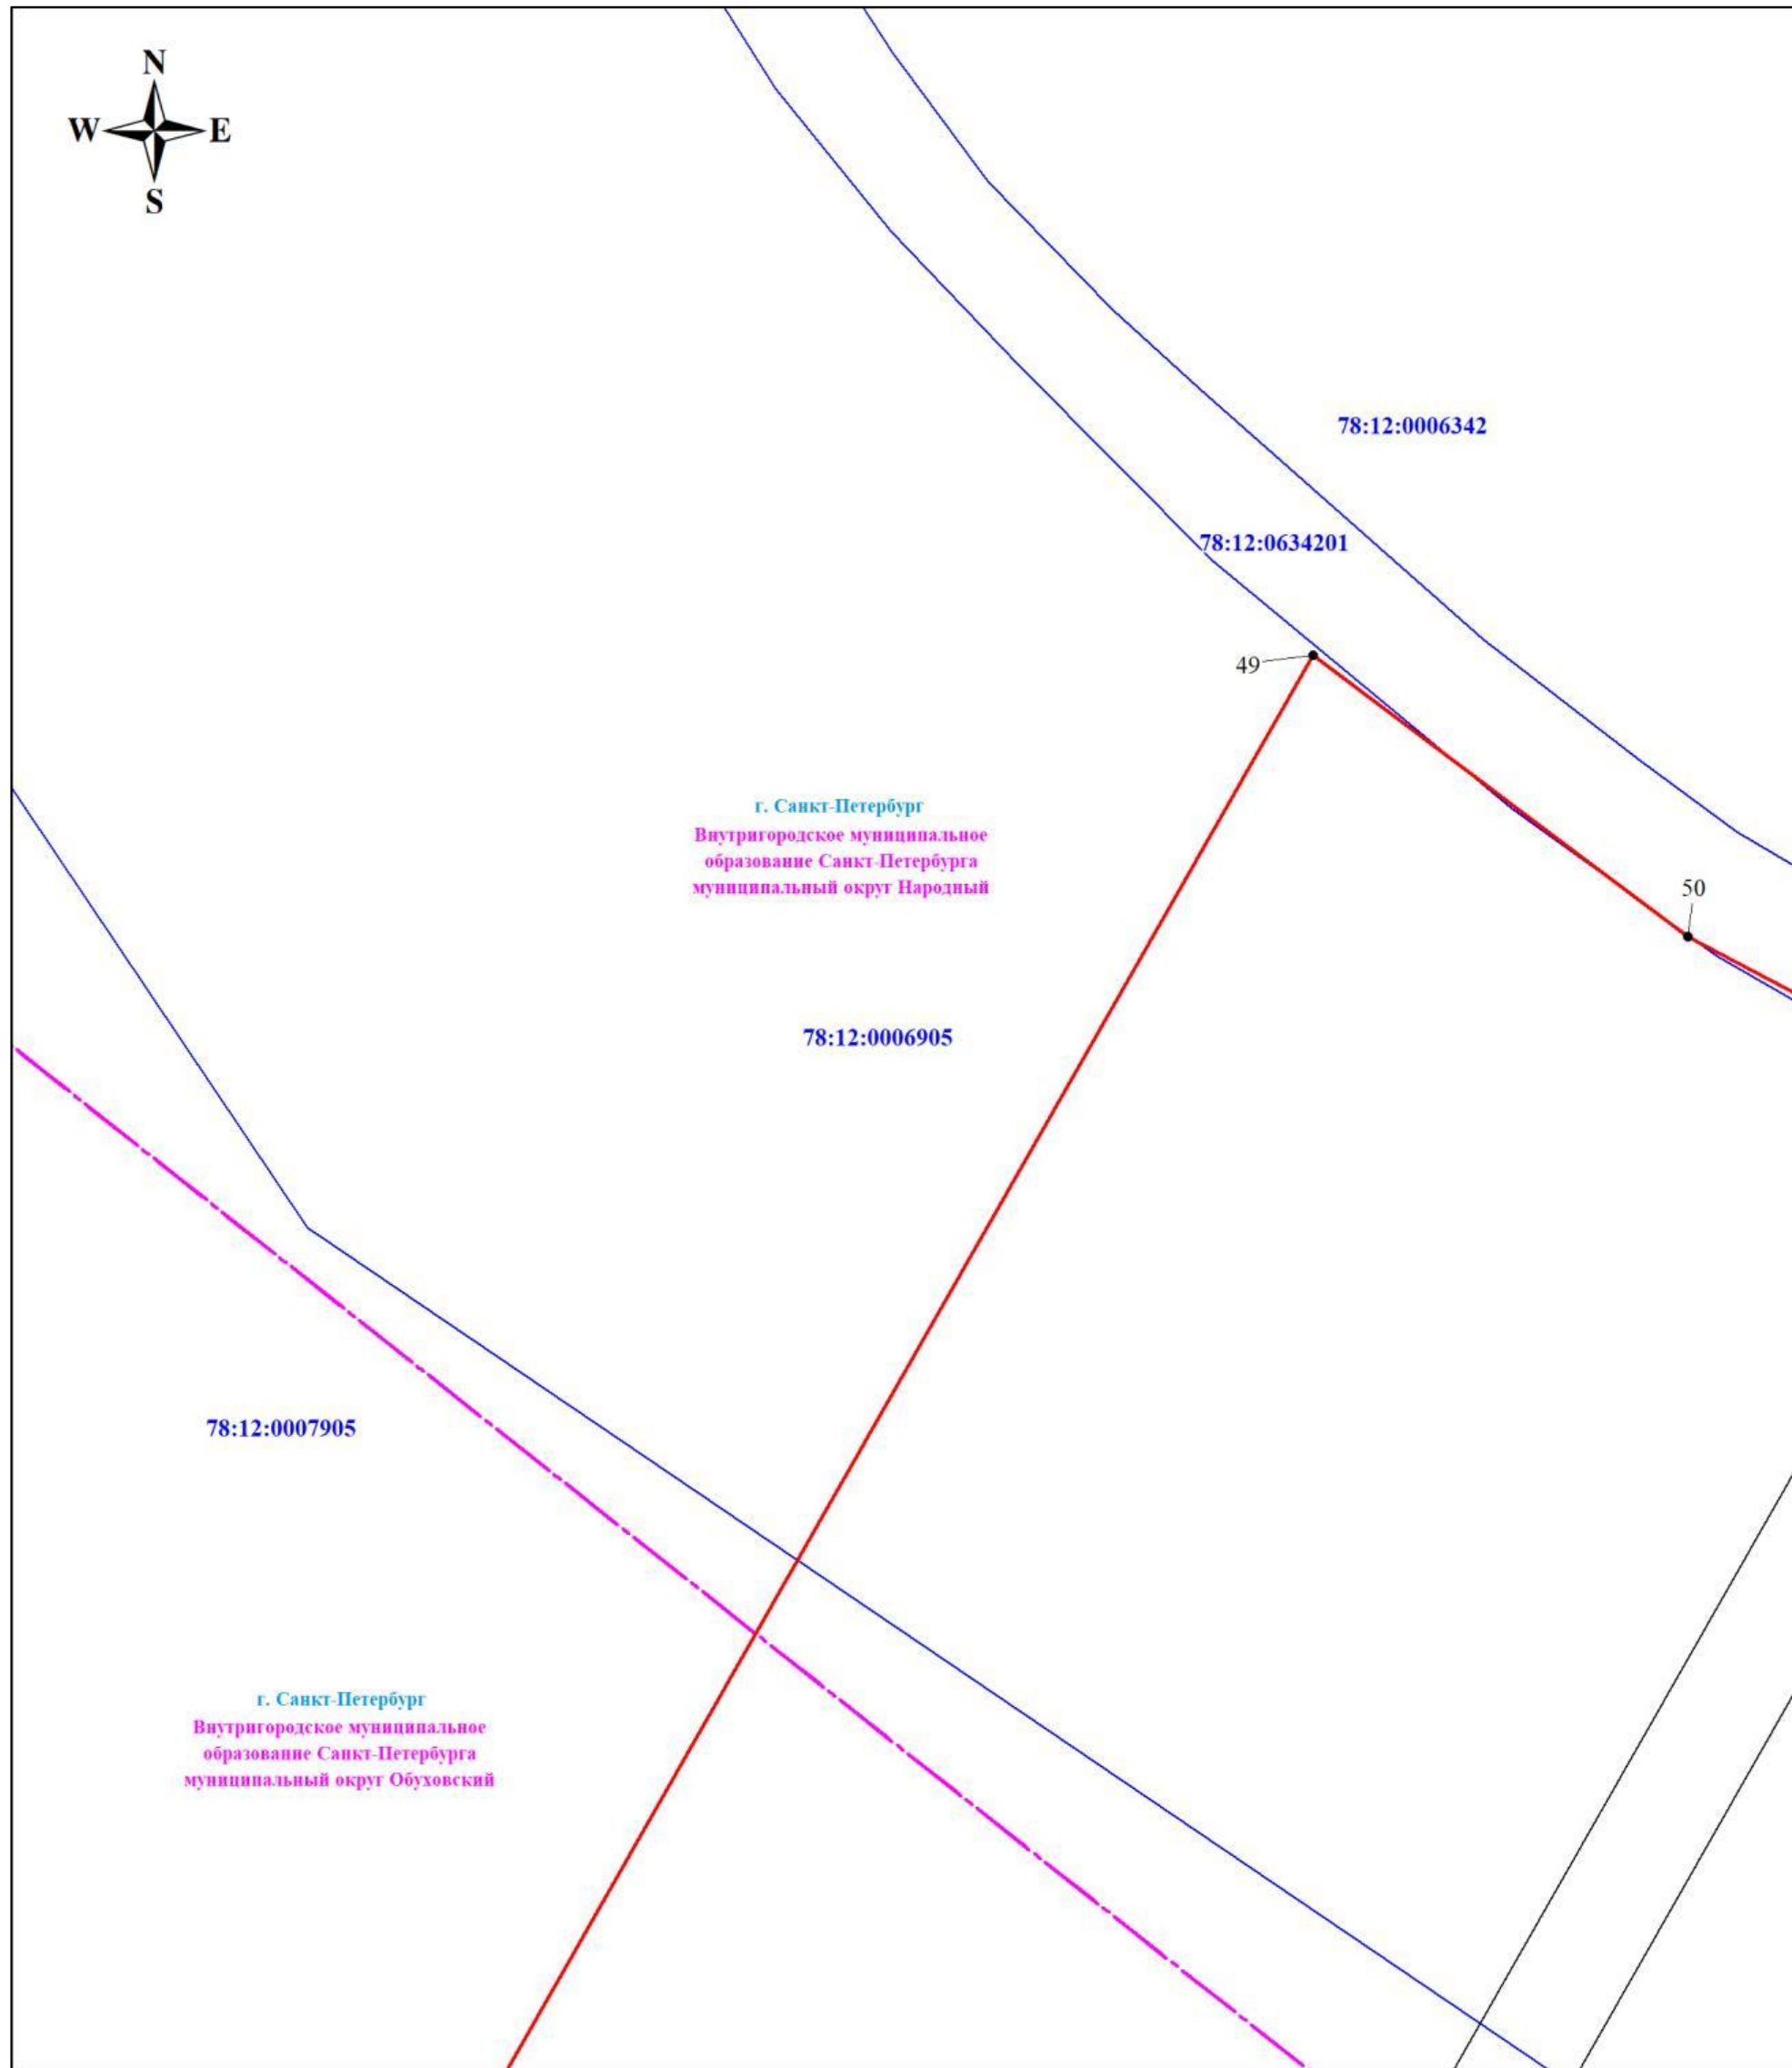 N
W E
S
78:12:0006342
78:12:0634201
49
г. Санкт-Петербург
Внутригородское муниципальное
образование Санкт-Петербурга
муниципальный округ Народный
50
78:12:0006905
78:12:0007905
г. Санкт-Петербург
Внутригородское муниципальное
образование Санкт-Петербурга
муниципальный округ Обуховский